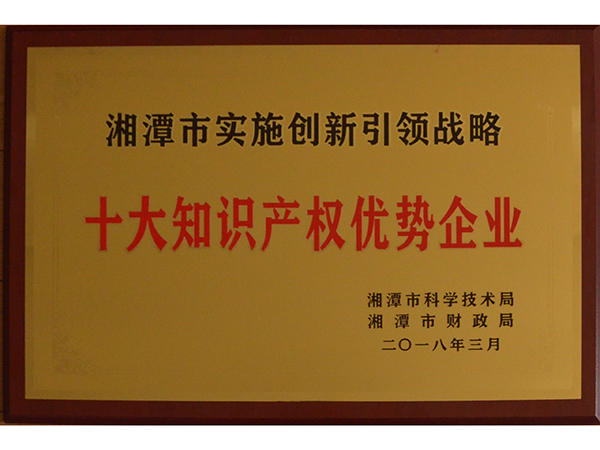 湘潭市实施创新引领战略
十大知识产权优势企业
湘潭市科学技术局
湘潭市财政局
二〇一八年三月